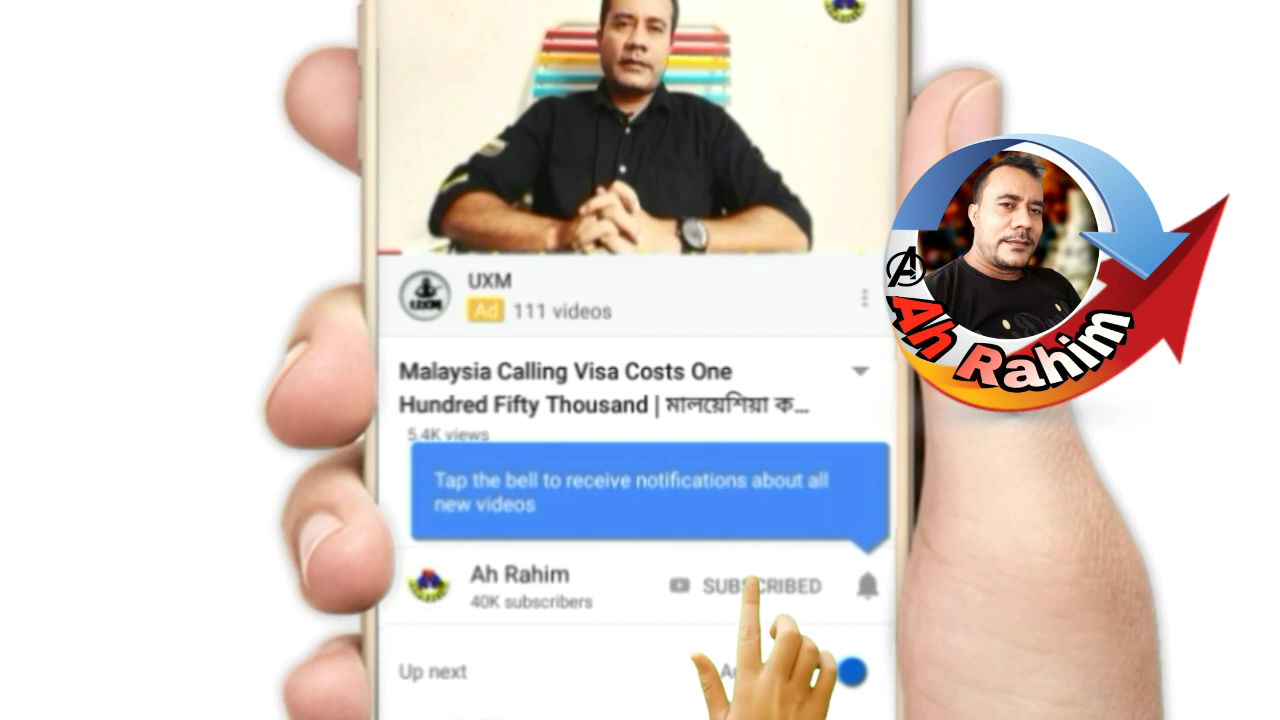 UXM
Ad 111 videos
Malaysia Calling Visa Costs One
Hundred Fifty Thousand | মালয়েশিয়া ক...
5.4K views
Tap the bell to receive notifications about all
new videos
Ah Rahim
40K subscribers
SUBSCRIBED
Up next
A
Ah Rahim